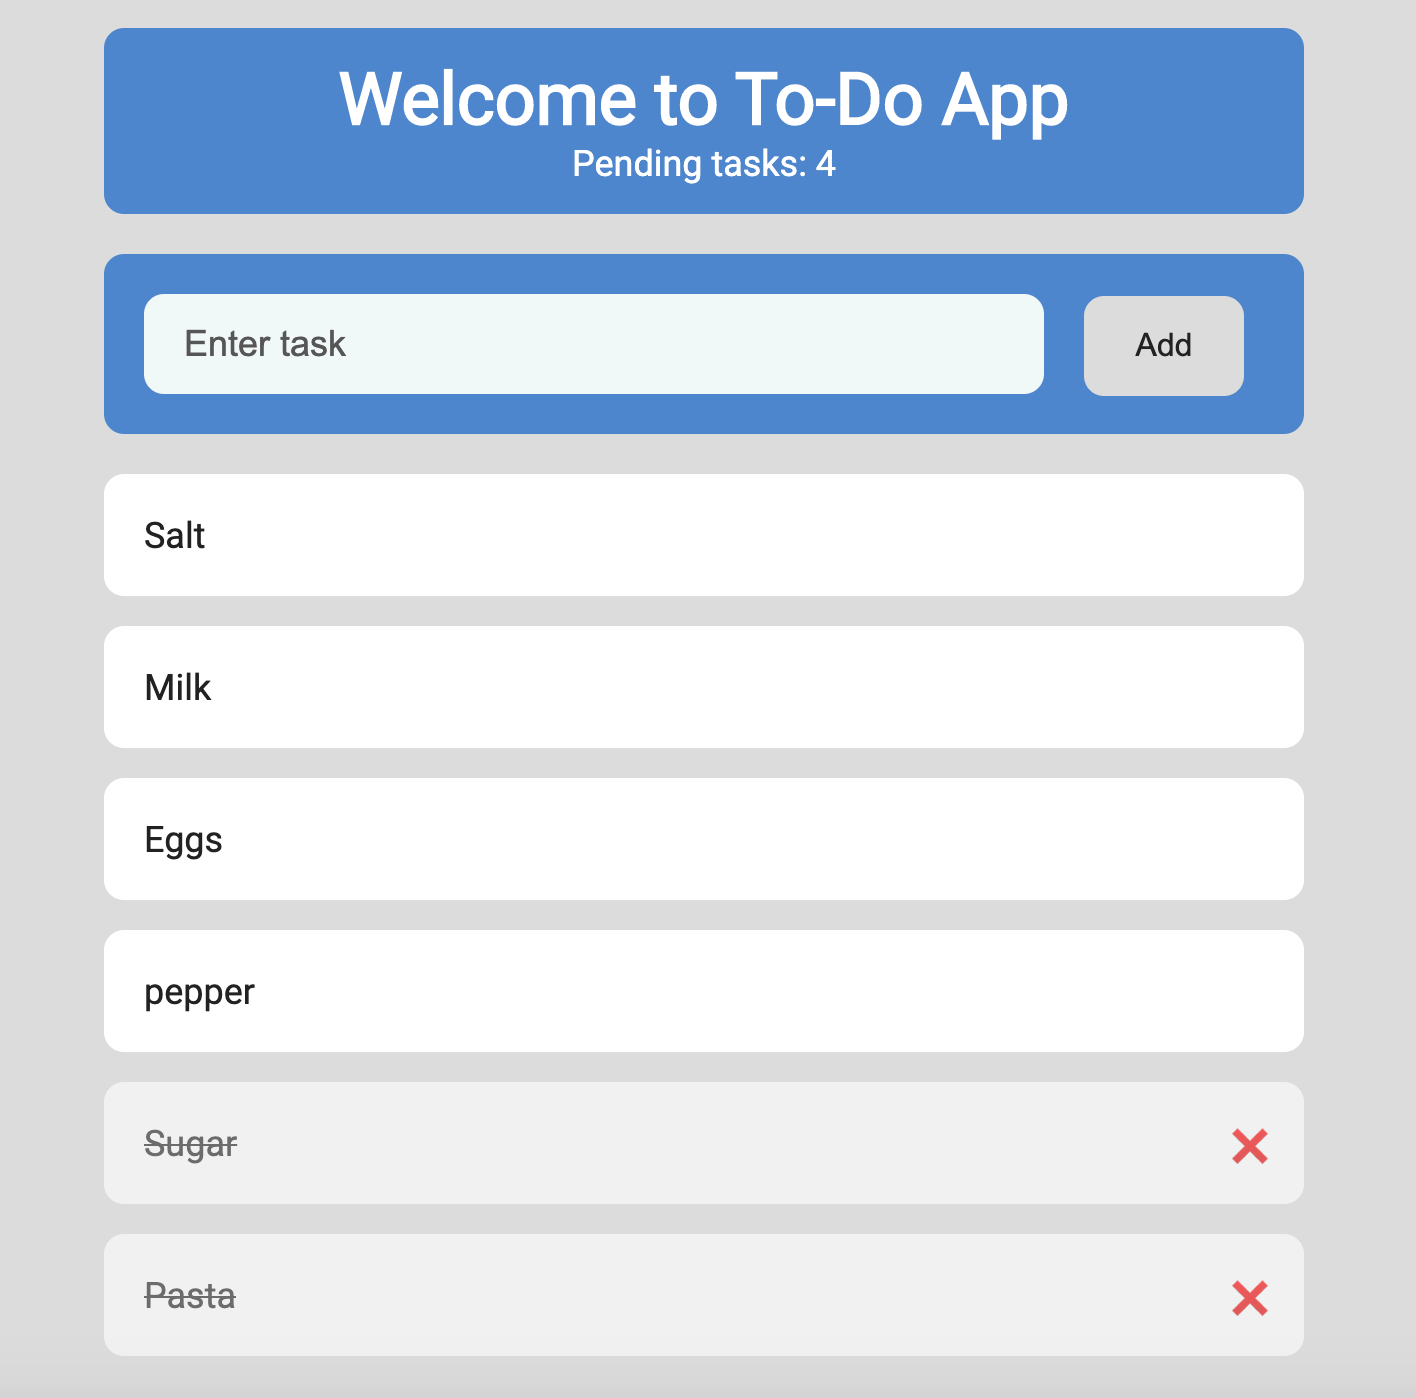 Welcome to To-Do App
Pending tasks: 4
Enter task
Add
Salt
Milk
Eggs
pepper
Sugar
Pasta